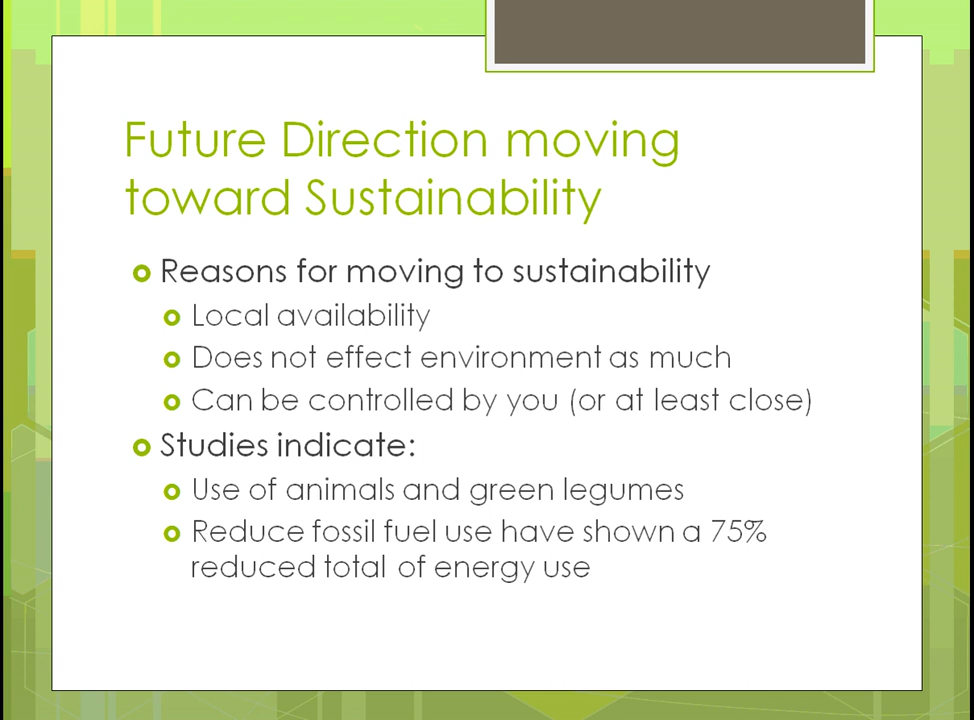 Future Direction moving
toward Sustainability
Reasons for moving to sustainability
Local availability
Does not effect environment as much
Can be controlled by you (or at least close)
Studies indicate:
Use of animals and green legumes
Reduce fossil fuel use have shown a 75%
reduced total of energy use